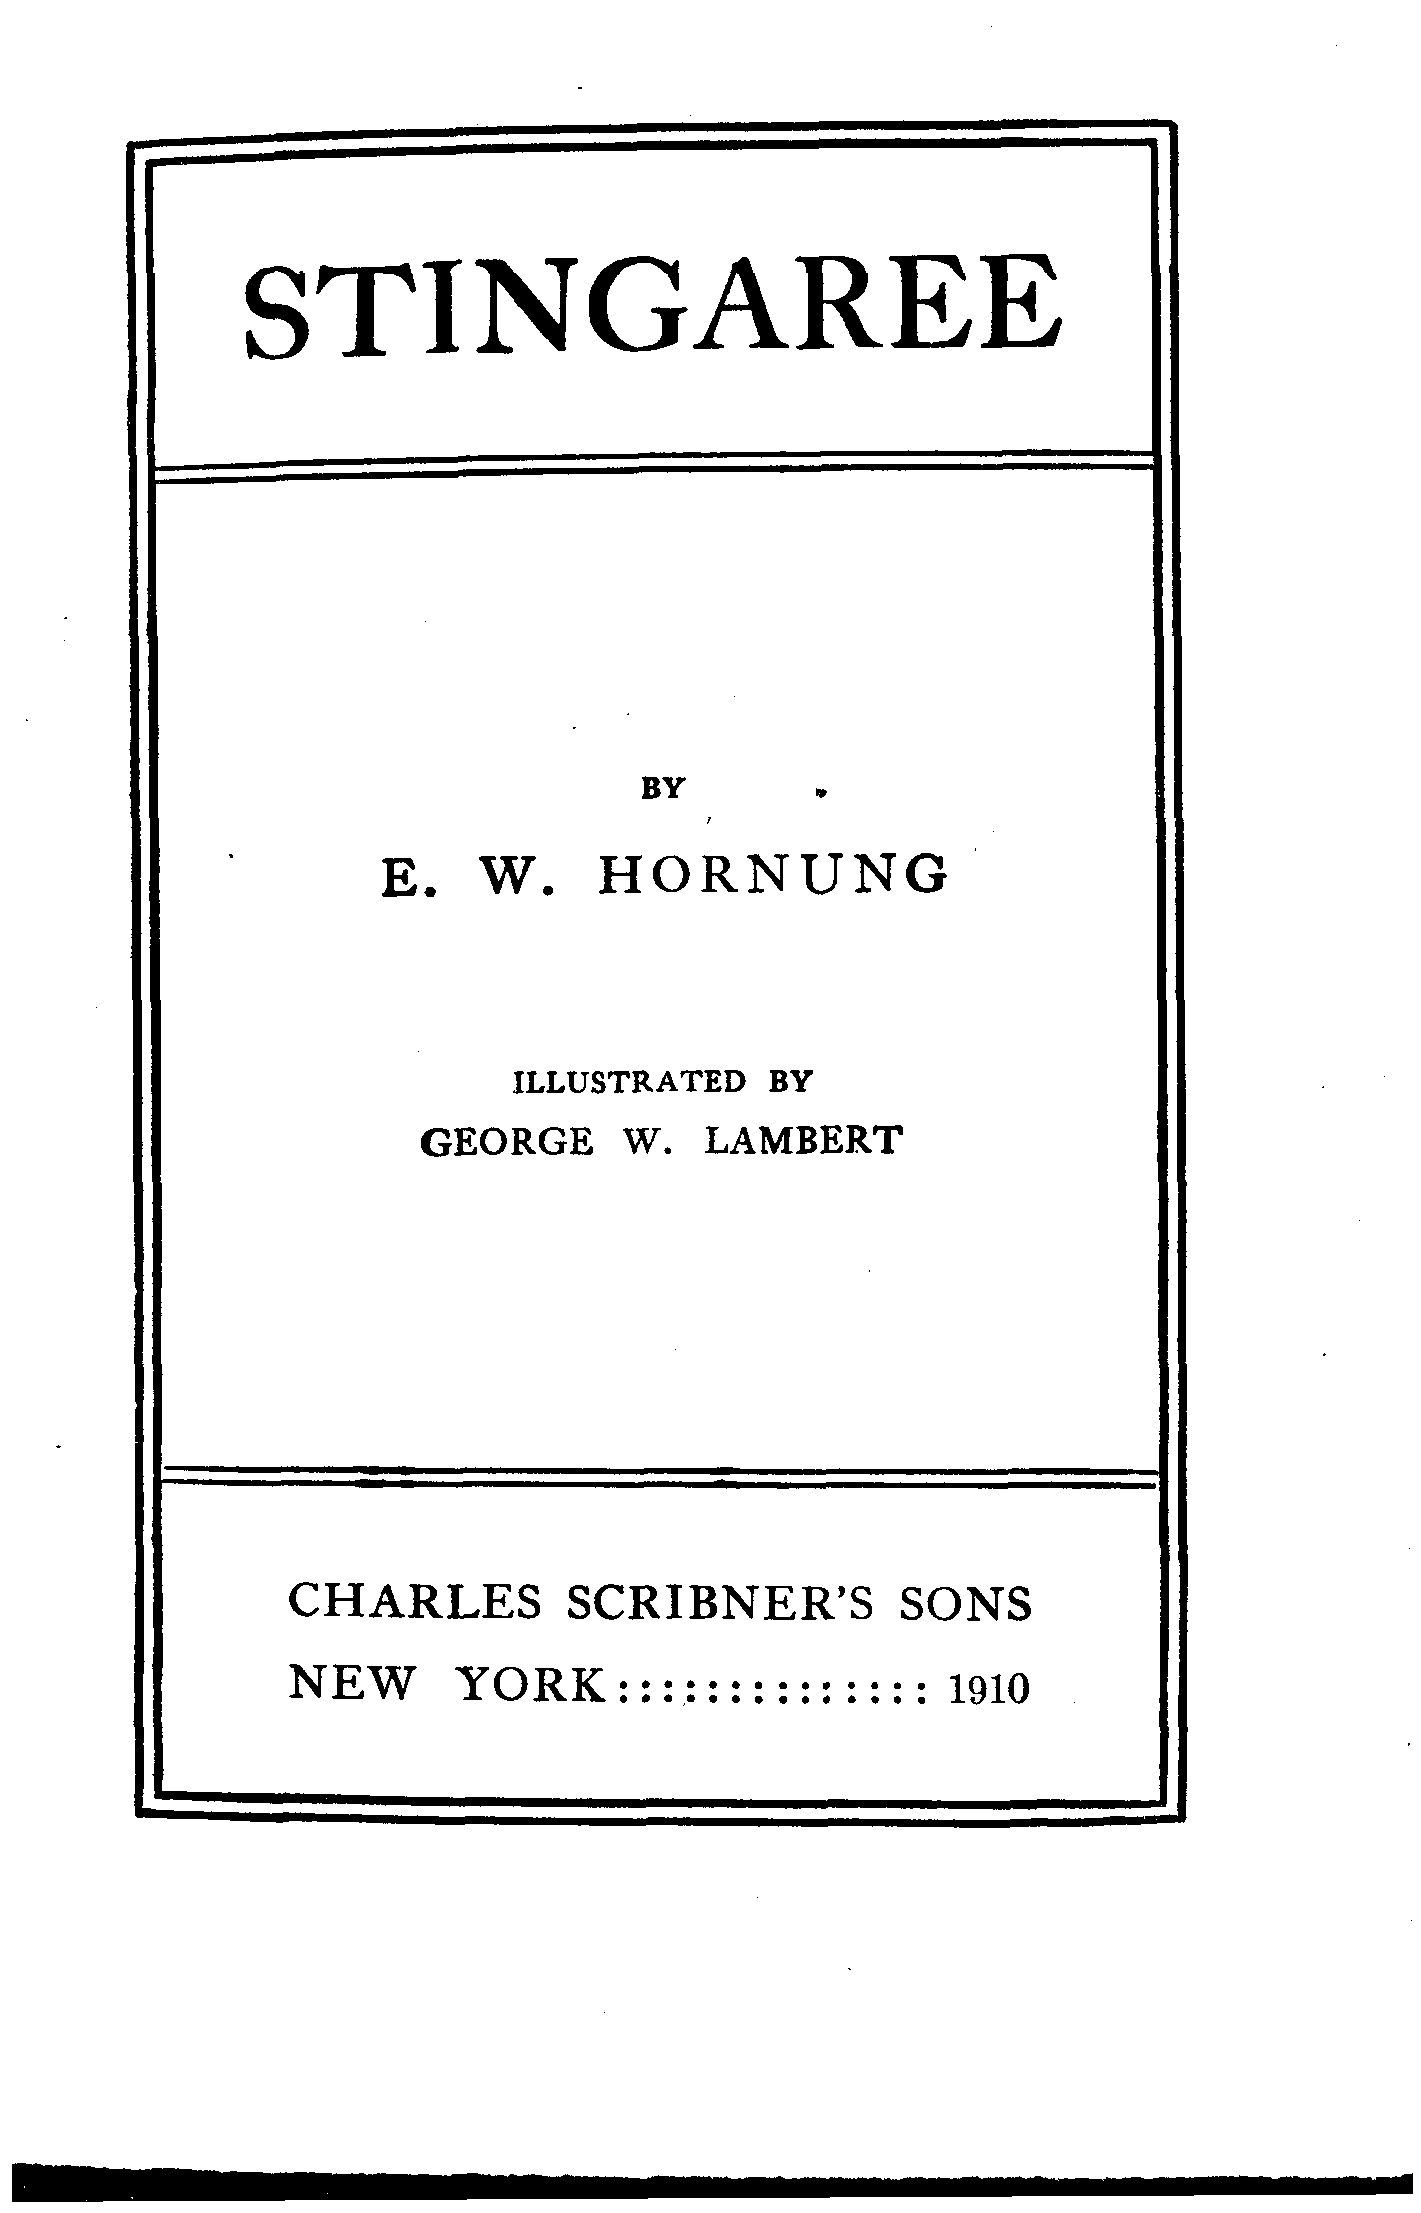 STINGAREE
BY
E. W. HORNUNG
ILLUSTRATED BY
GEORGE W. LAMBERT
CHARLES SCRIBNER'S SONS
NEW YORK :::::::::::::: 1910